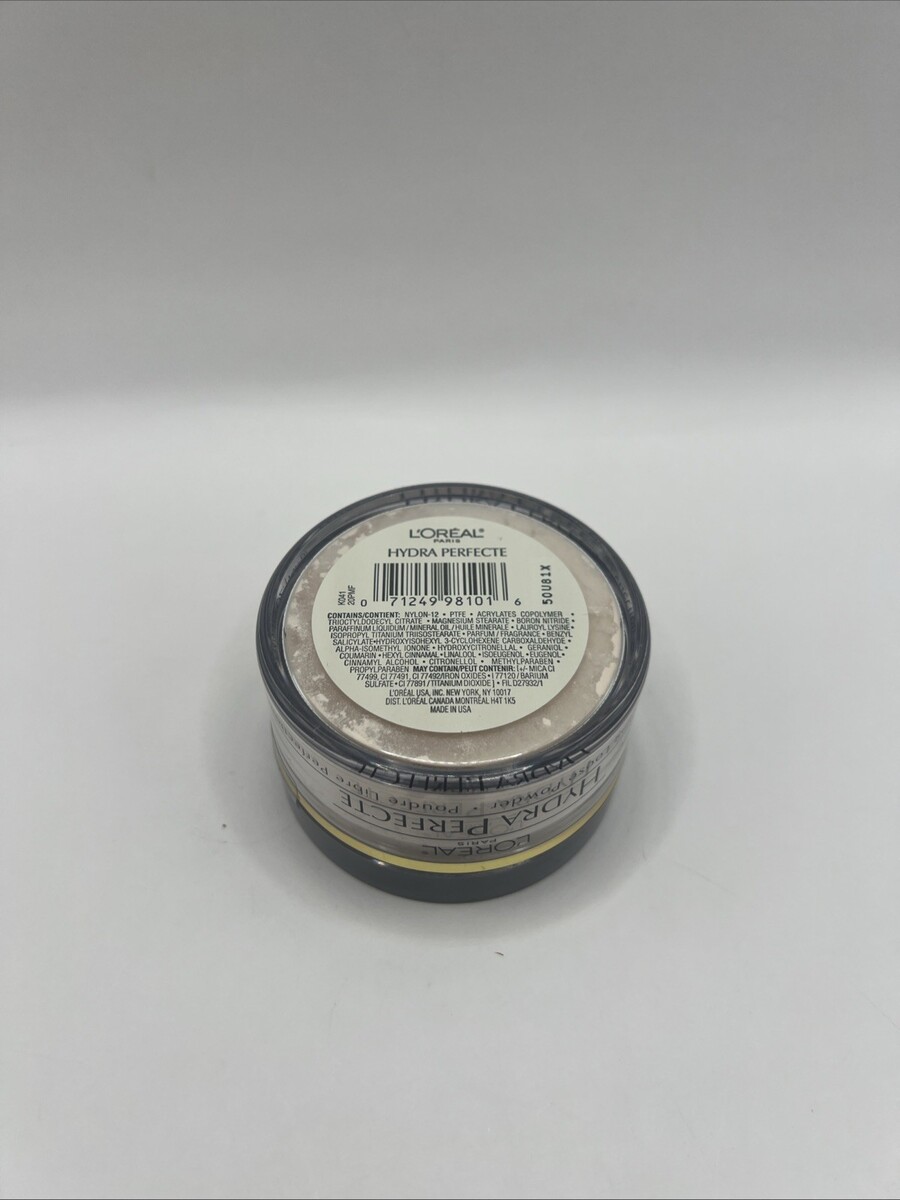 L'ORÉAL®
PARIS
HYDRA PERFECTE
K041
20PMF
0 71249 98101 6
50U81X
CONTAINS/CONTIENT: NYLON-12 • PTFE • ACRYLATES COPOLYMER •
TRIOCTYLDODECYL CITRATE • MAGNESIUM STEARATE • BORON NITRIDE •
PARAFFINUM LIQUIDUM / MINERAL OIL / HUILE MINERALE • LAUROYL LYSINE •
ISOPROPYL TITANIUM TRIISOSTEARATE • PARFUM / FRAGRANCE • BENZYL
SALICYLATE•HYDROXYISOHEXYL 3-CYCLOHEXENE CARBOXALDEHYDE •
ALPHA-ISOMETHYL IONONE • HYDROXYCITRONELLAL • GERANIOL •
COUMARIN • HEXYL CINNAMAL • LINALOOL • ISOEUGENOL • EUGENOL •
CINNAMYL ALCOHOL • CITRONELLOL • METHYLPARABEN •
PROPYLPARABEN MAY CONTAIN/PEUT CONTENIR: [+/- MICA CI
77499, CI 77491, CI 77492/IRON OXIDES • 177120 / BARIUM
SULFATE • CI 77891 / TITANIUM DIOXIDE ] • FIL D27932/1
L'ORÉAL USA, INC. NEW YORK, NY 10017
DIST. L'ORÉAL CANADA MONTRÉAL H4T 1K5
MADE IN USA
Powder • Poudre Libre
HYDRA PERFECTE
L'ORÉAL
PARIS